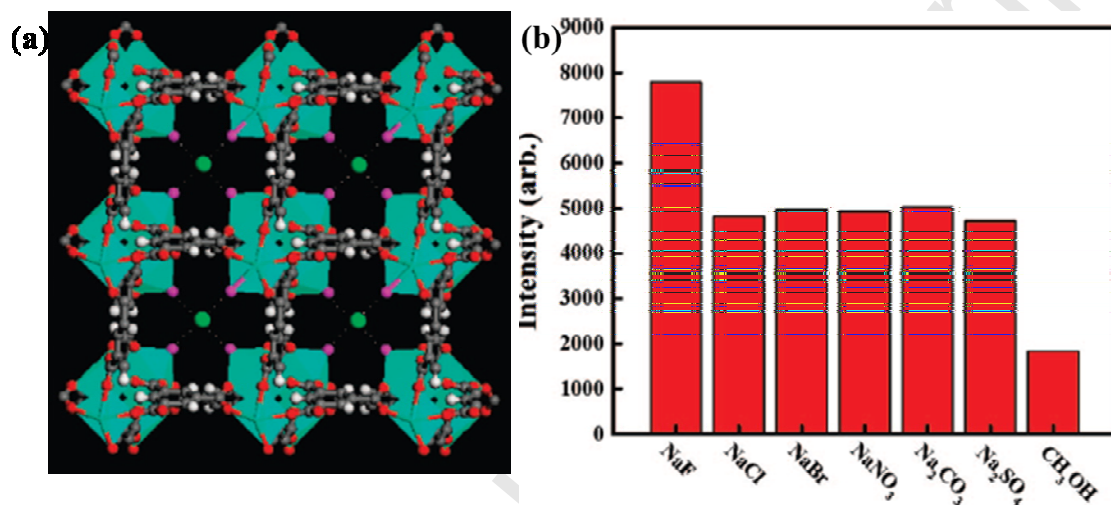 (a)
(b)
Intensity (arb.)
9000
8000
7000
6000
5000
4000
3000
2000
1000
0
NaF
NaCl
NaBr
NaNO₃
Na₂CO₃
Na₂SO₄
CH₃OH